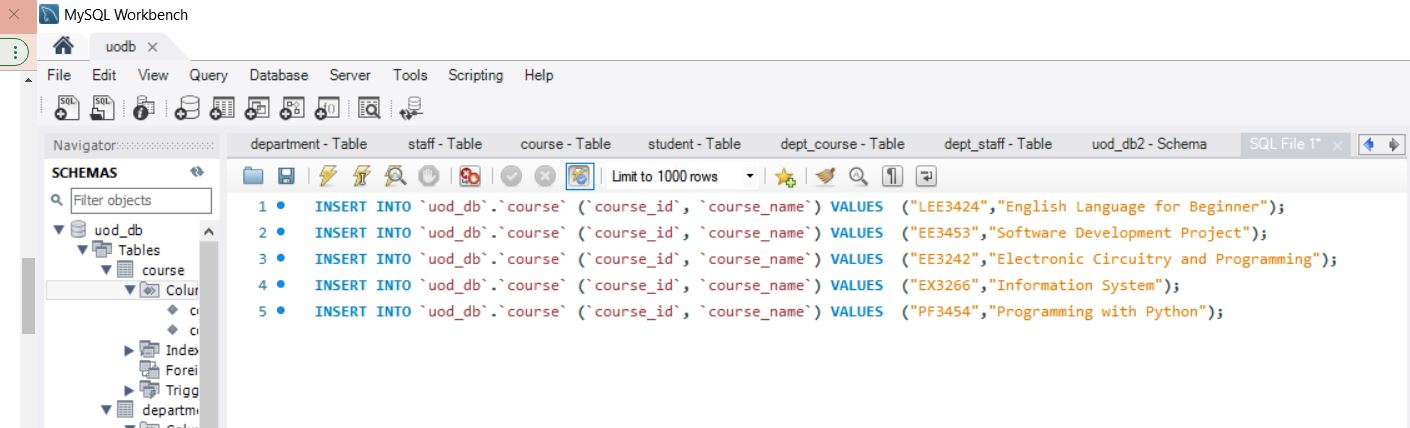 MySQL Workbench
uodb
File Edit View Query Database Server Tools Scripting Help
Navigator
department - Table staff - Table course - Table student - Table dept_course - Table dept_staff - Table uod_db2 - Schema SQL File 1*
SCHEMAS
Limit to 1000 rows
Filter objects
uod_db
Tables
course
Colur
Index
Forei
Trigg
departm
1 INSERT INTO `uod_db`.`course` (`course_id`, `course_name`) VALUES ("LEE3424","English Language for Beginner");
2 INSERT INTO `uod_db`.`course` (`course_id`, `course_name`) VALUES ("EE3453","Software Development Project");
3 INSERT INTO `uod_db`.`course` (`course_id`, `course_name`) VALUES ("EE3242","Electronic Circuitry and Programming");
4 INSERT INTO `uod_db`.`course` (`course_id`, `course_name`) VALUES ("EX3266","Information System");
5 INSERT INTO `uod_db`.`course` (`course_id`, `course_name`) VALUES ("PF3454","Programming with Python");